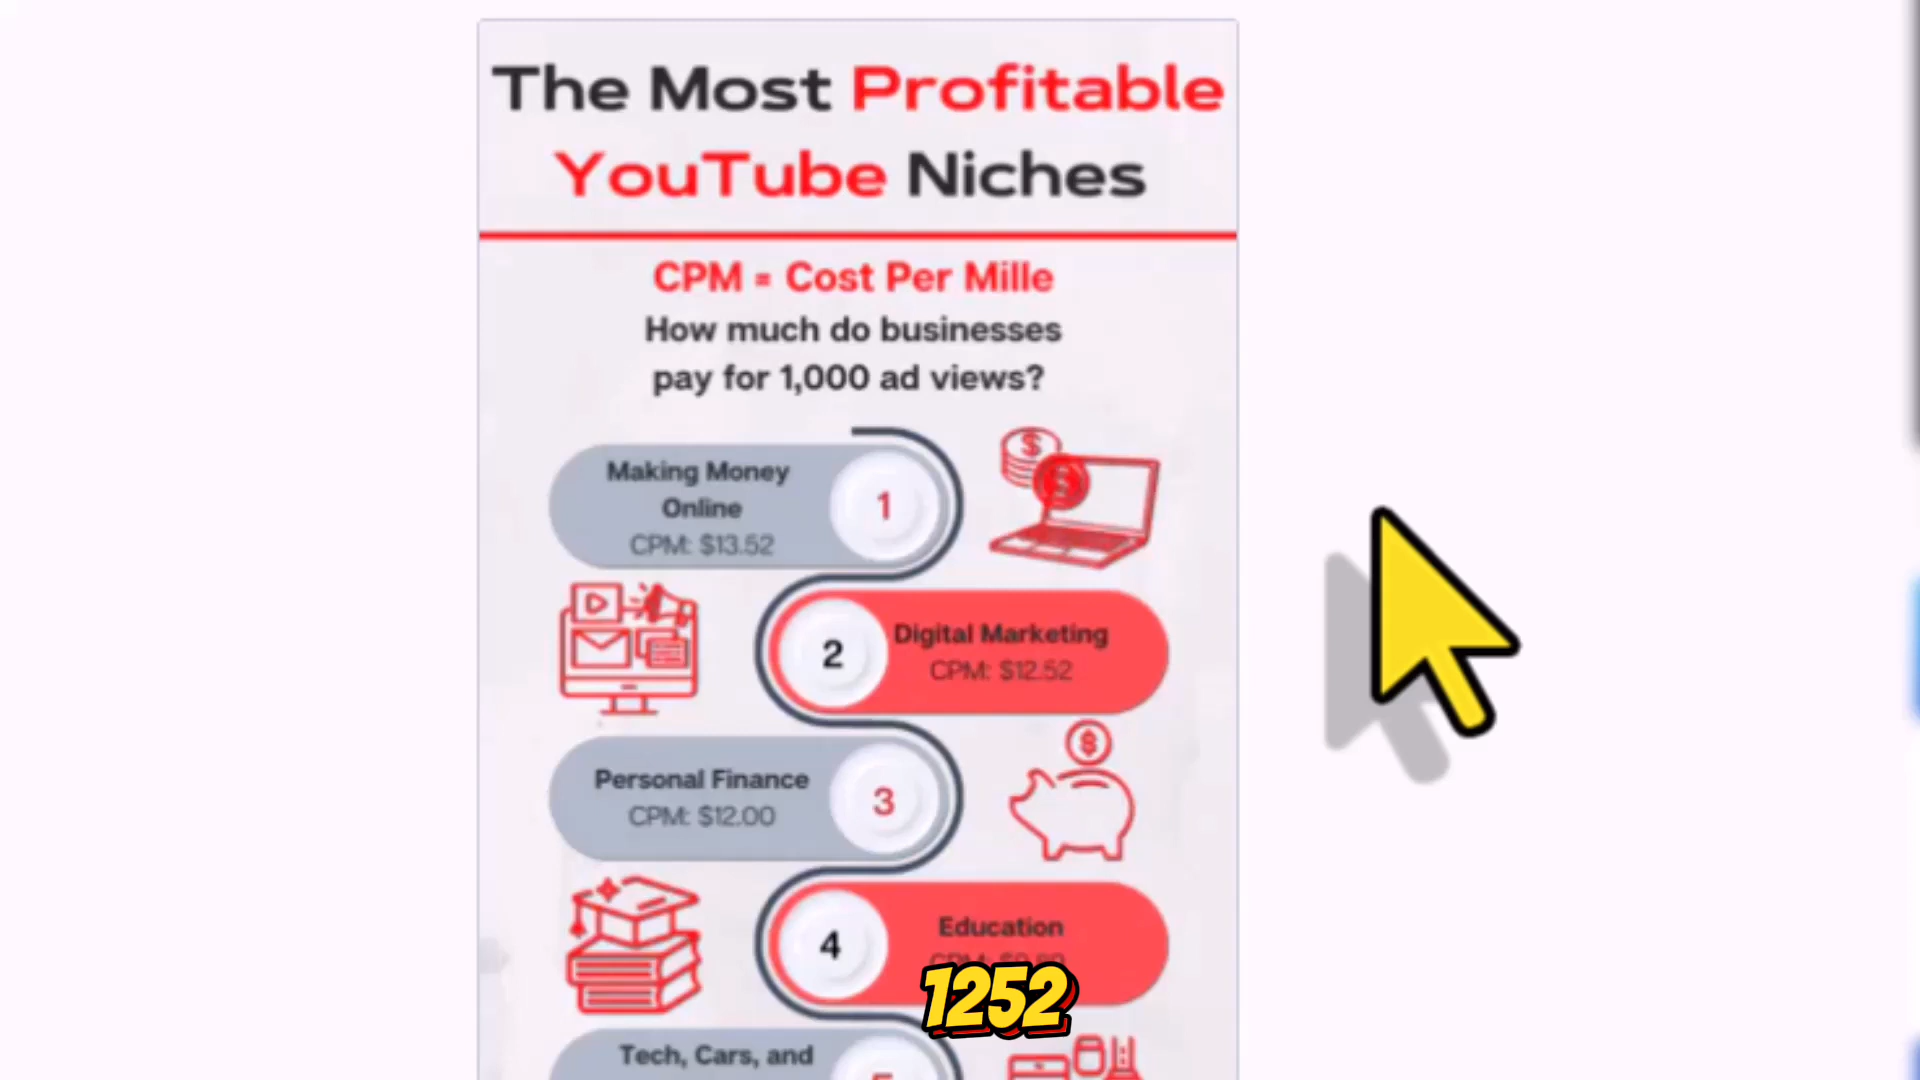 The Most Profitable
YouTube Niches
CPM = Cost Per Mille
How much do businesses
pay for 1,000 ad views?
Making Money
Online
CPM: $13.52
1
2
Digital Marketing
CPM: $12.52
Personal Finance
CPM: $12.00
3
4
Education
1252
Tech, Cars, and